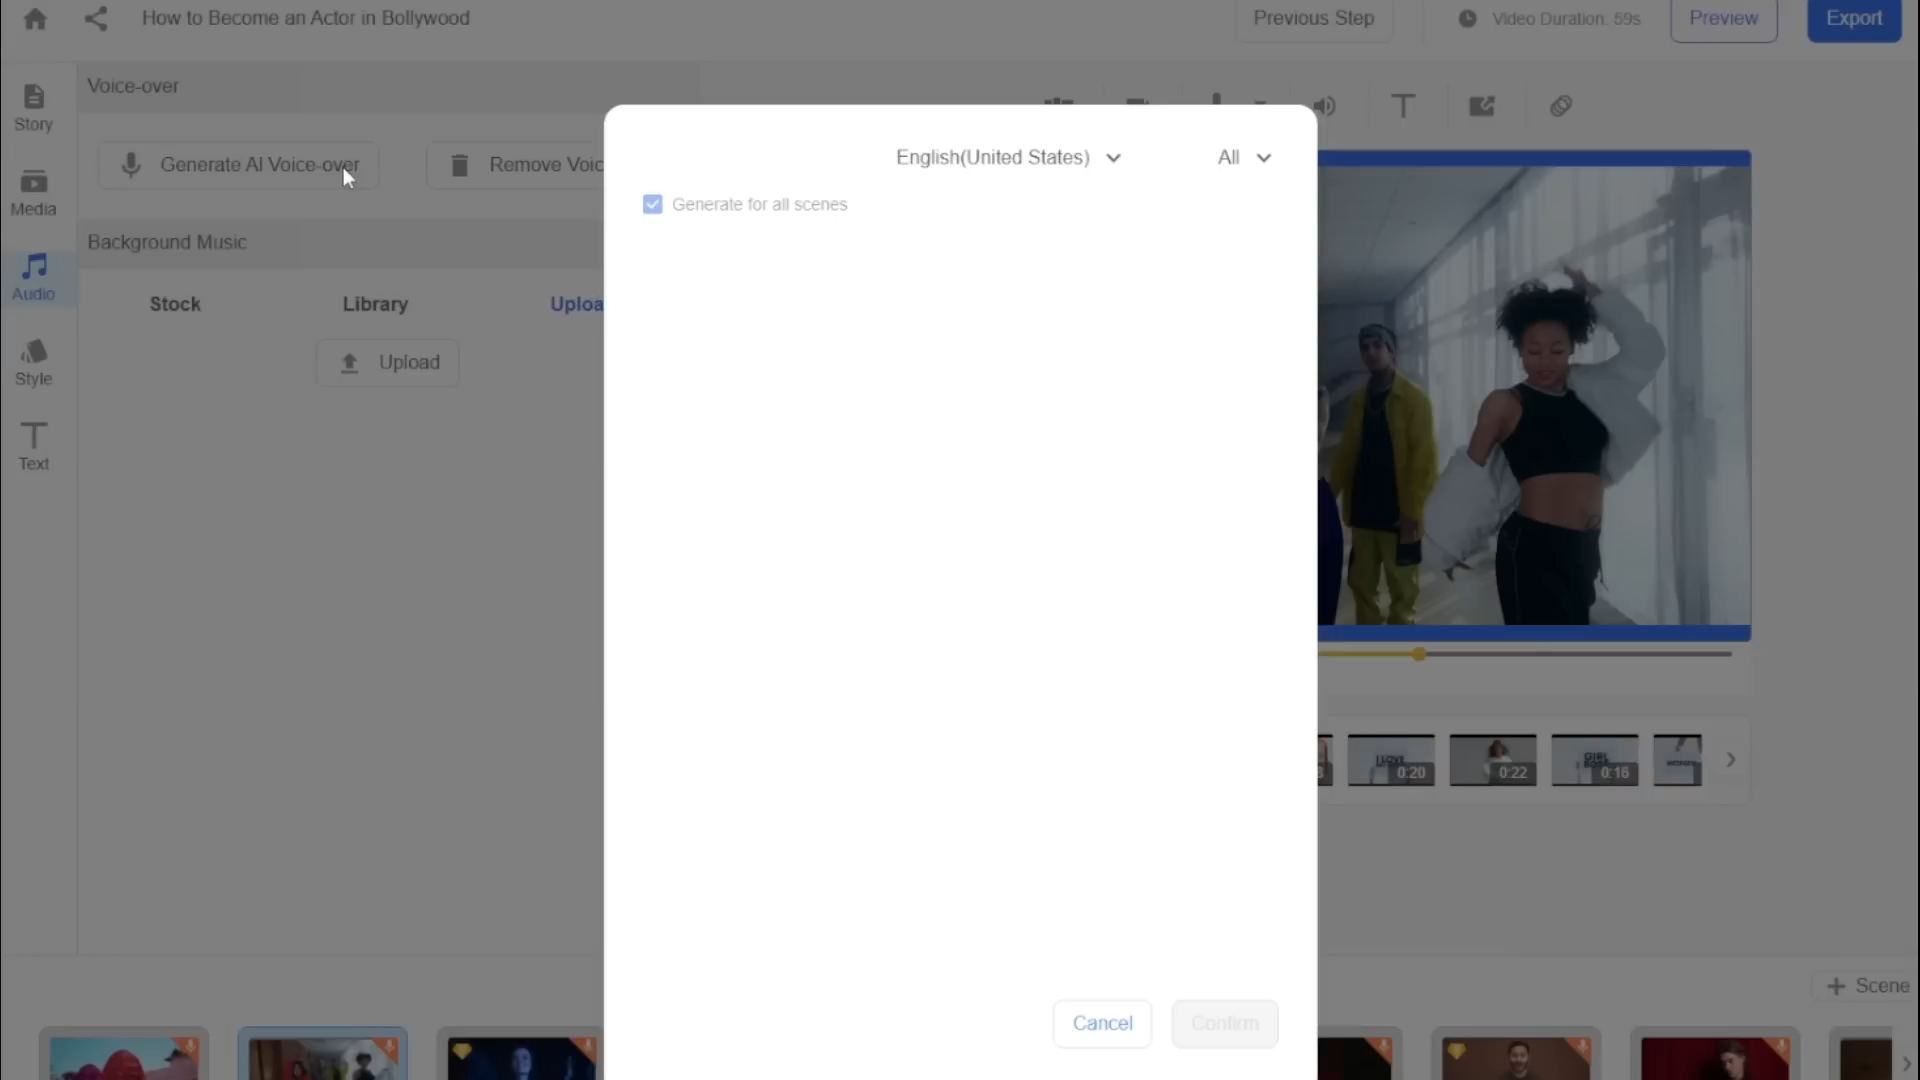 How to Become an Actor in Bollywood
Previous Step
Video Duration: 59s
Preview
Export
Story
Media
Audio
Style
Text
Voice-over
Generate AI Voice-over
Remove Voic
Background Music
Stock
Library
Uploa
Upload
English(United States)
All
Generate for all scenes
Cancel
Confirm
0:20
0:22
GIRL
0:16
Scene